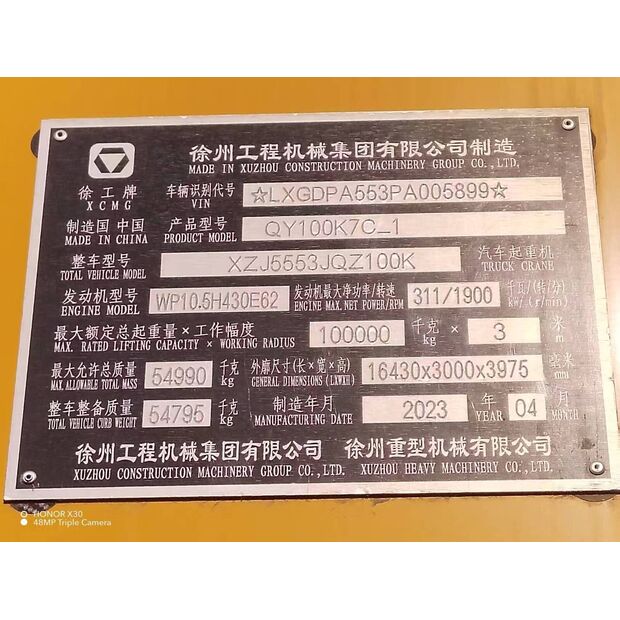 徐州工程机械集团有限公司制造
MADE IN XUZHOU CONSTRUCTION MACHINERY GROUP CO.,LTD.
徐工牌 车辆识别代号 ☆LXGDPA553PA005899☆
XCMG VIN
制造国 中国 产品型号 QY100K7C_1
MADE IN CHINA PRODUCT MODEL
整车型号 XZJ5553JQZ100K 汽车起重机
TOTAL VEHICLE MODEL TRUCK CRANE
发动机型号 WP10.5H430E62 发动机最大净功率/转速 311/1900 千瓦/(转/分)
ENGINE MODEL ENGINE MAX. NET POWER/RPM kW/(r/min)
最大额定总起重量×工作幅度 100000 千克 × 3 米
MAX. RATED LIFTING CAPACITY × WORKING RADIUS kg m
最大允许总质量 54990 千克 外廓尺寸(长×宽×高) 16430x3000x3975 毫米
MAX. ALLOWABLE TOTAL MASS kg GENERAL DIMENSIONS (LXWXH) mm
整车整备质量 54795 千克 制造年月 2023 年 04 月
TOTAL VEHICLE CURB WEIGHT kg MANUFACTURING DATE YEAR MONTH
徐州工程机械集团有限公司 徐州重型机械有限公司
XUZHOU CONSTRUCTION MACHINERY GROUP CO.,LTD. XUZHOU HEAVY MACHINERY CO.,LTD.
HONOR X30
48MP Triple Camera